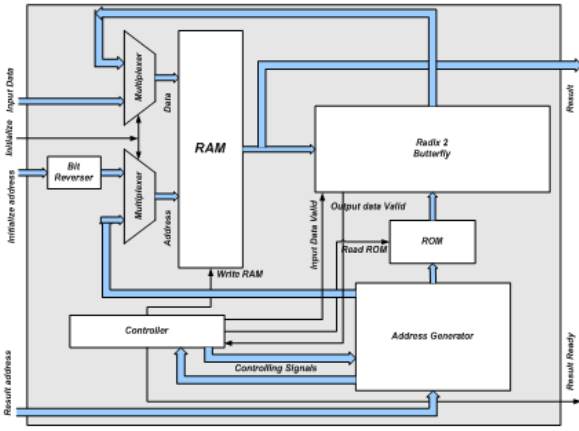 Input Data
Initialize
Initialize address
Result address
Multiplexer
Multiplexer
Bit
Reverser
Data
Address
RAM
Radix 2
Butterfly
Result
Input Data Valid
Output data Valid
Read ROM
ROM
Write RAM
Controller
Controlling Signals
Address Generator
Result Ready